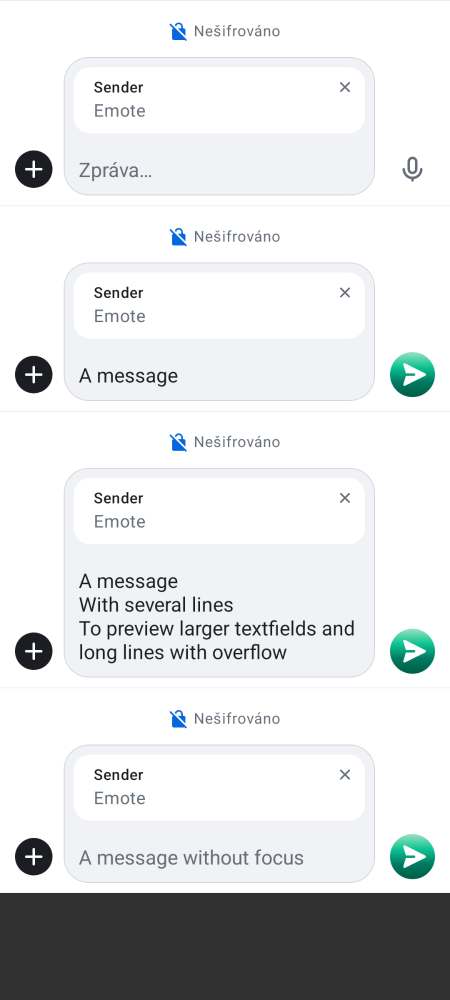 Nešifrováno
Sender
Emote
Zpráva…
Nešifrováno
Sender
Emote
A message
Nešifrováno
Sender
Emote
A message
With several lines
To preview larger textfields and
long lines with overflow
Nešifrováno
Sender
Emote
A message without focus